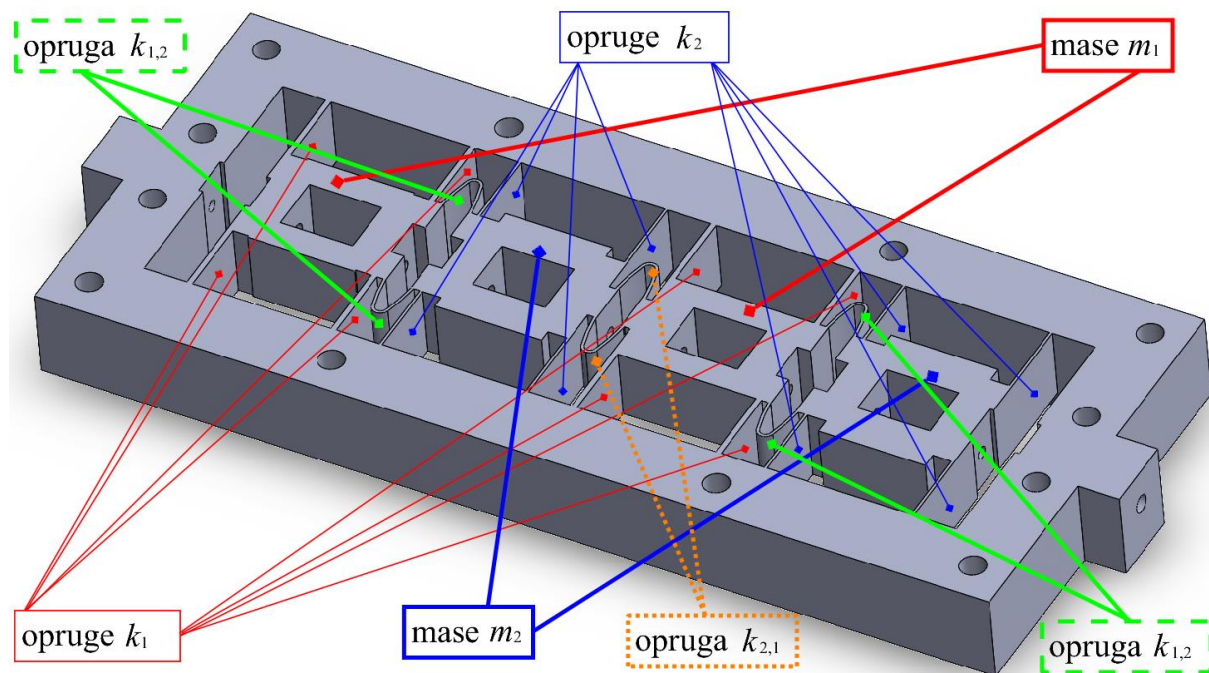 opruga k₁,₂
opruge k₂
mase m₁
opruge k₁
mase m₂
opruga k₂,₁
opruga k₁,₂